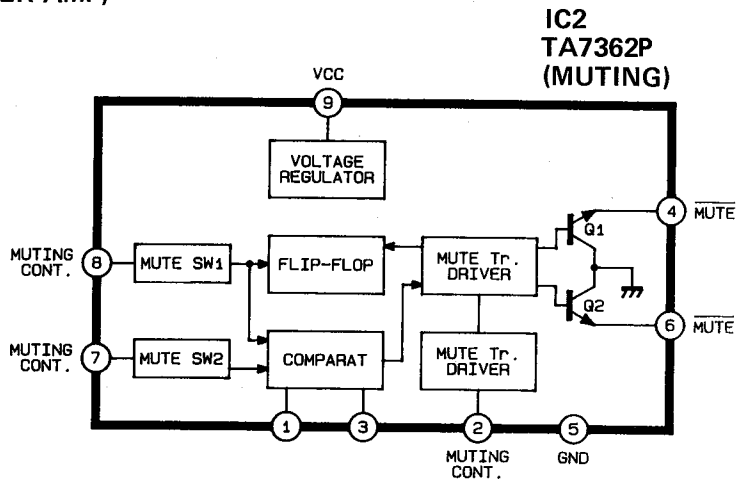 IC2
TA7362P
(MUTING)
VCC
9
VOLTAGE
REGULATOR
4
MUTE
Q1
MUTING
CONT.
8
MUTE SW1
FLIP-FLOP
MUTE Tr.
DRIVER
Q2
6
MUTE
MUTING
CONT.
7
MUTE SW2
COMPARAT
MUTE Tr.
DRIVER
1
3
2
5
MUTING
CONT.
GND